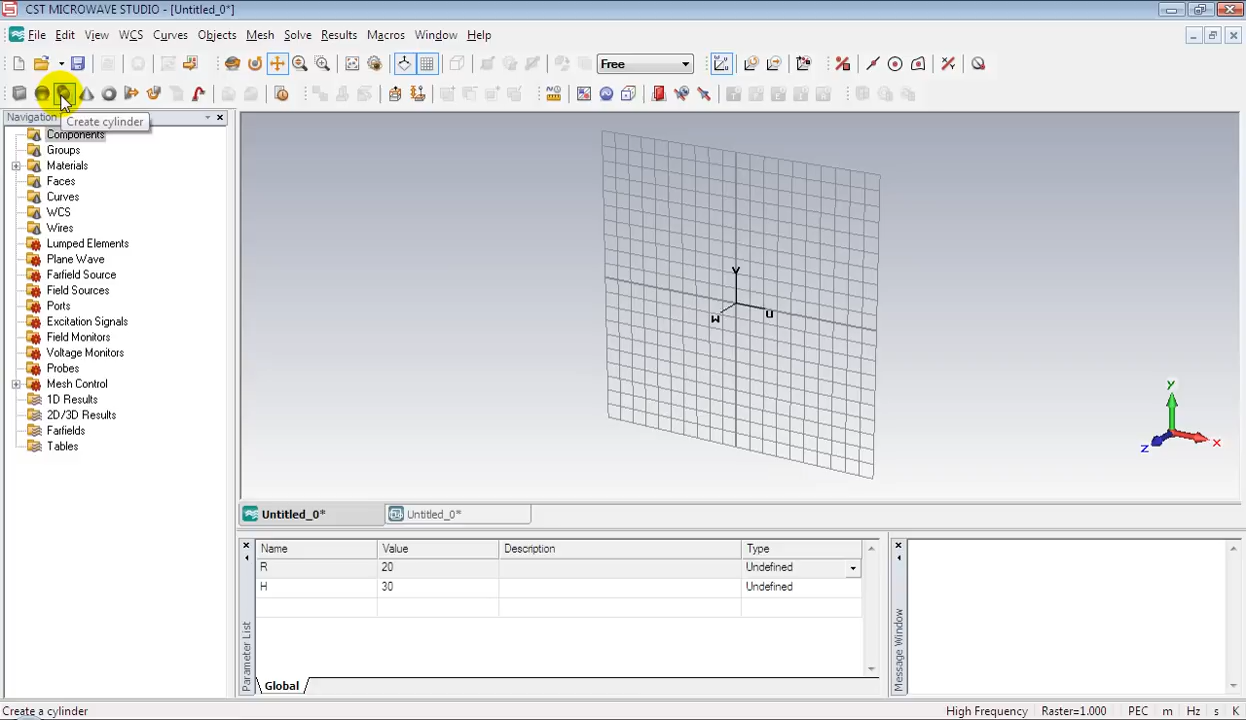 CST MICROWAVE STUDIO - [Untitled_0*]
File Edit View WCS Curves Objects Mesh Solve Results Macros Window Help
Free
Create cylinder
Navigation
Components
Groups
Materials
Faces
Curves
WCS
Wires
Lumped Elements
Plane Wave
Farfield Source
Field Sources
Ports
Excitation Signals
Field Monitors
Voltage Monitors
Probes
Mesh Control
1D Results
2D/3D Results
Farfields
Tables
v
w u
y
z x
Untitled_0* Untitled_0*
Name Value Description Type
R 20 Undefined
H 30 Undefined
Global
Parameter List
Message Window
Create a cylinder
High Frequency Raster=1.000 PEC m Hz s K